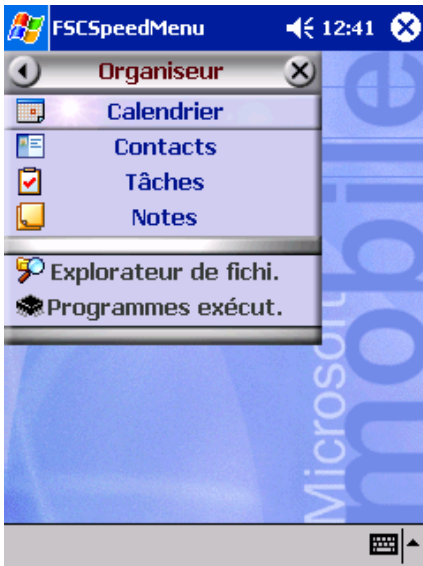 FSCSpeedMenu 12:41
Organiseur
Calendrier
Contacts
Tâches
Notes
Explorateur de fichi.
Programmes exécut.
Microsoft
mobile